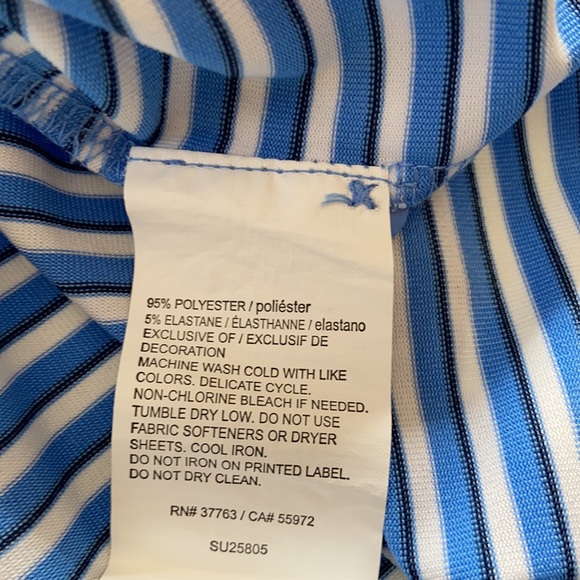 95% POLYESTER / poliéster
5% ELASTANE / ÉLASTHANNE / elastano
EXCLUSIVE OF / EXCLUSIF DE
DECORATION
MACHINE WASH COLD WITH LIKE
COLORS. DELICATE CYCLE.
NON-CHLORINE BLEACH IF NEEDED.
TUMBLE DRY LOW. DO NOT USE
FABRIC SOFTENERS OR DRYER
SHEETS. COOL IRON.
DO NOT IRON ON PRINTED LABEL.
DO NOT DRY CLEAN.
RN# 37763 / CA# 55972
SU25805